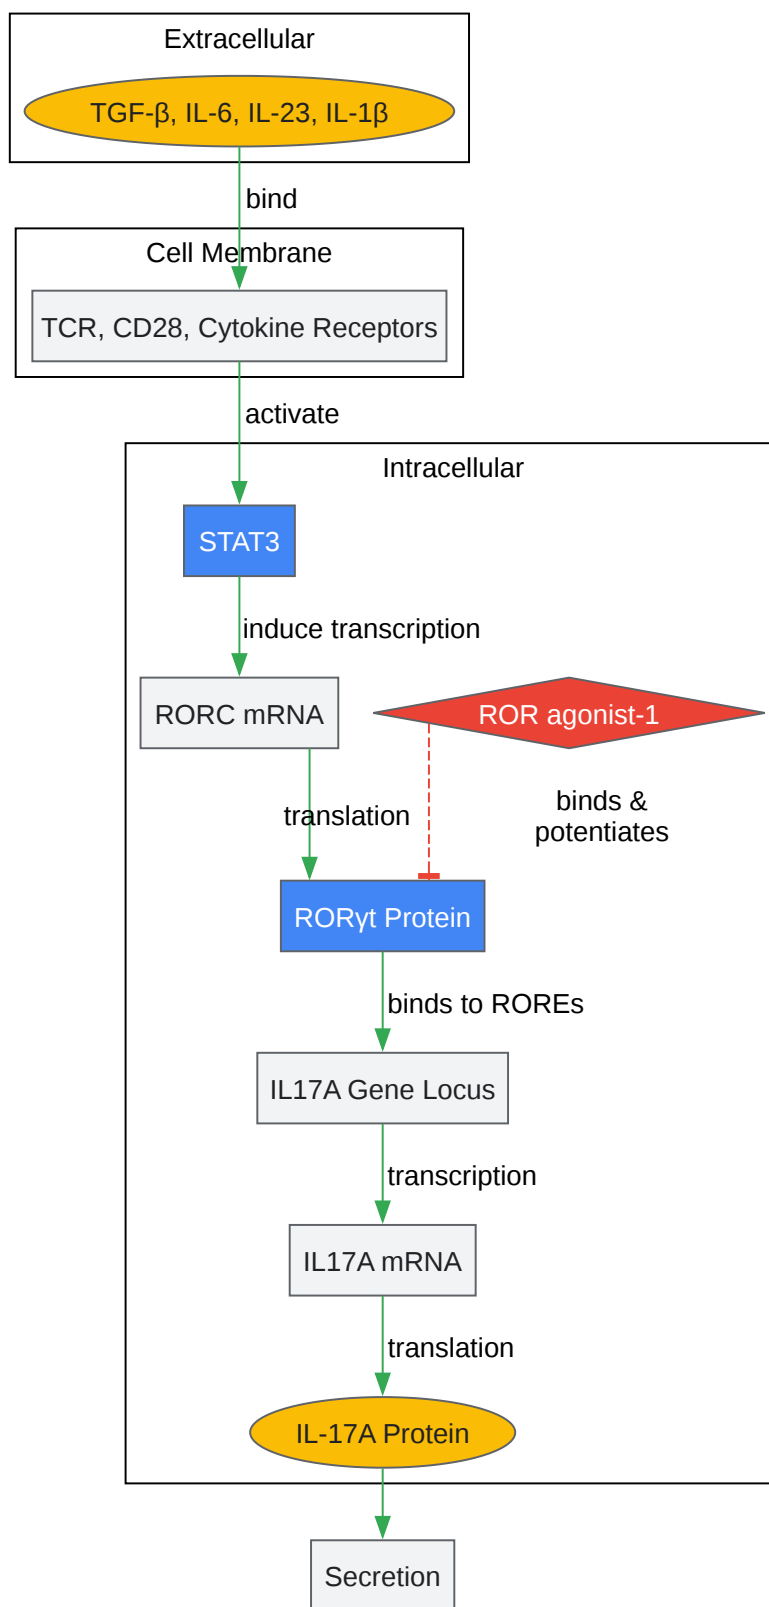 Extracellular
TGF-β, IL-6, IL-23, IL-1β
bind
Cell Membrane
TCR, CD28, Cytokine Receptors
activate
Intracellular
STAT3
induce transcription
RORC mRNA
ROR agonist-1
translation
binds &
potentiates
RORγt Protein
binds to ROREs
IL17A Gene Locus
transcription
IL17A mRNA
translation
IL-17A Protein
Secretion